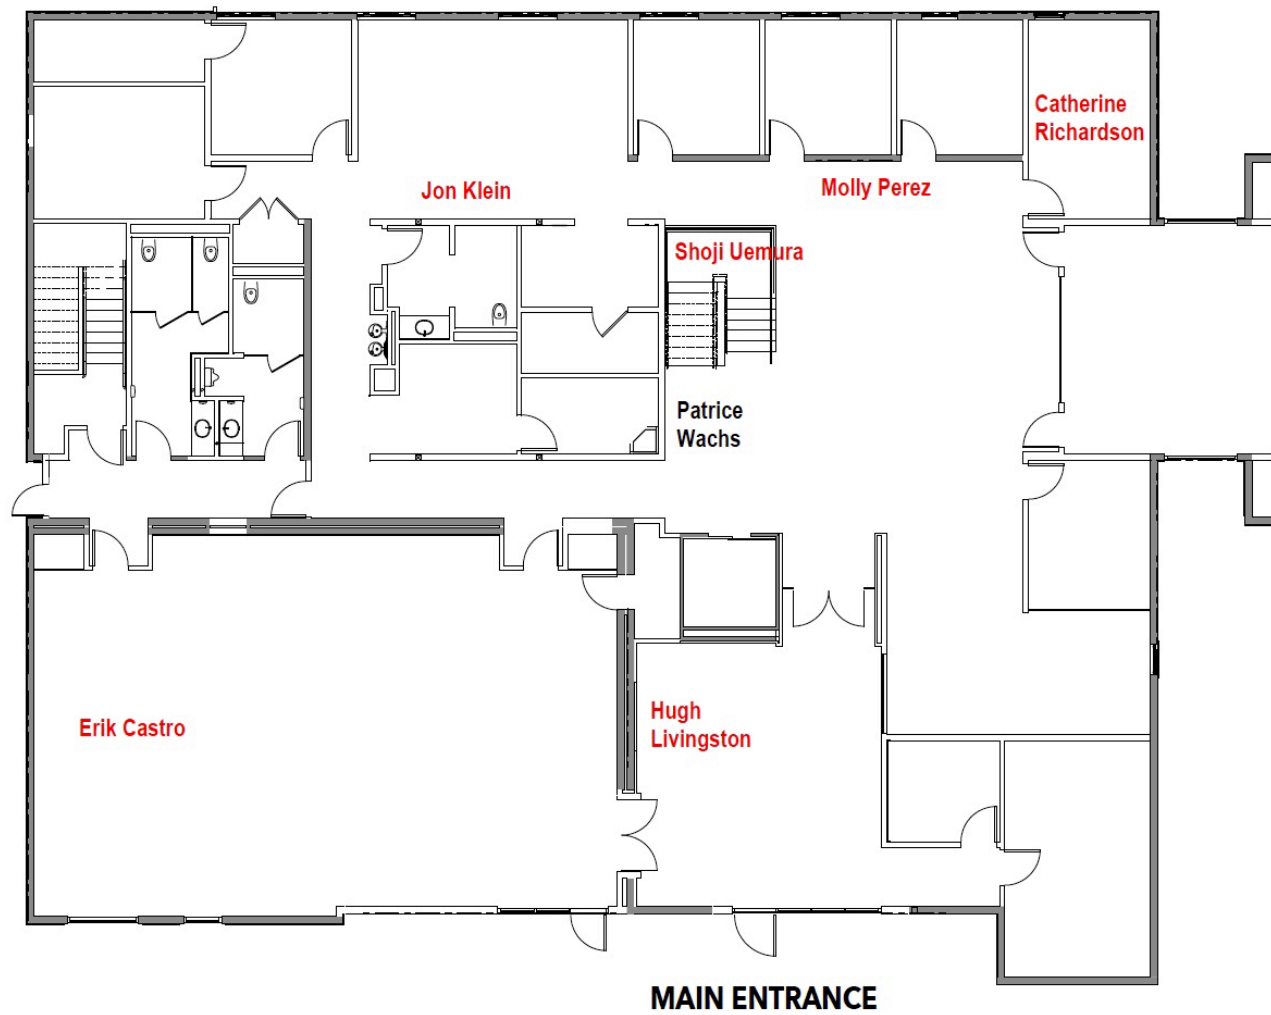 Catherine
Richardson
Jon Klein
Molly Perez
Shoji Uemura
Patrice
Wachs
Erik Castro
Hugh
Livingston
MAIN ENTRANCE